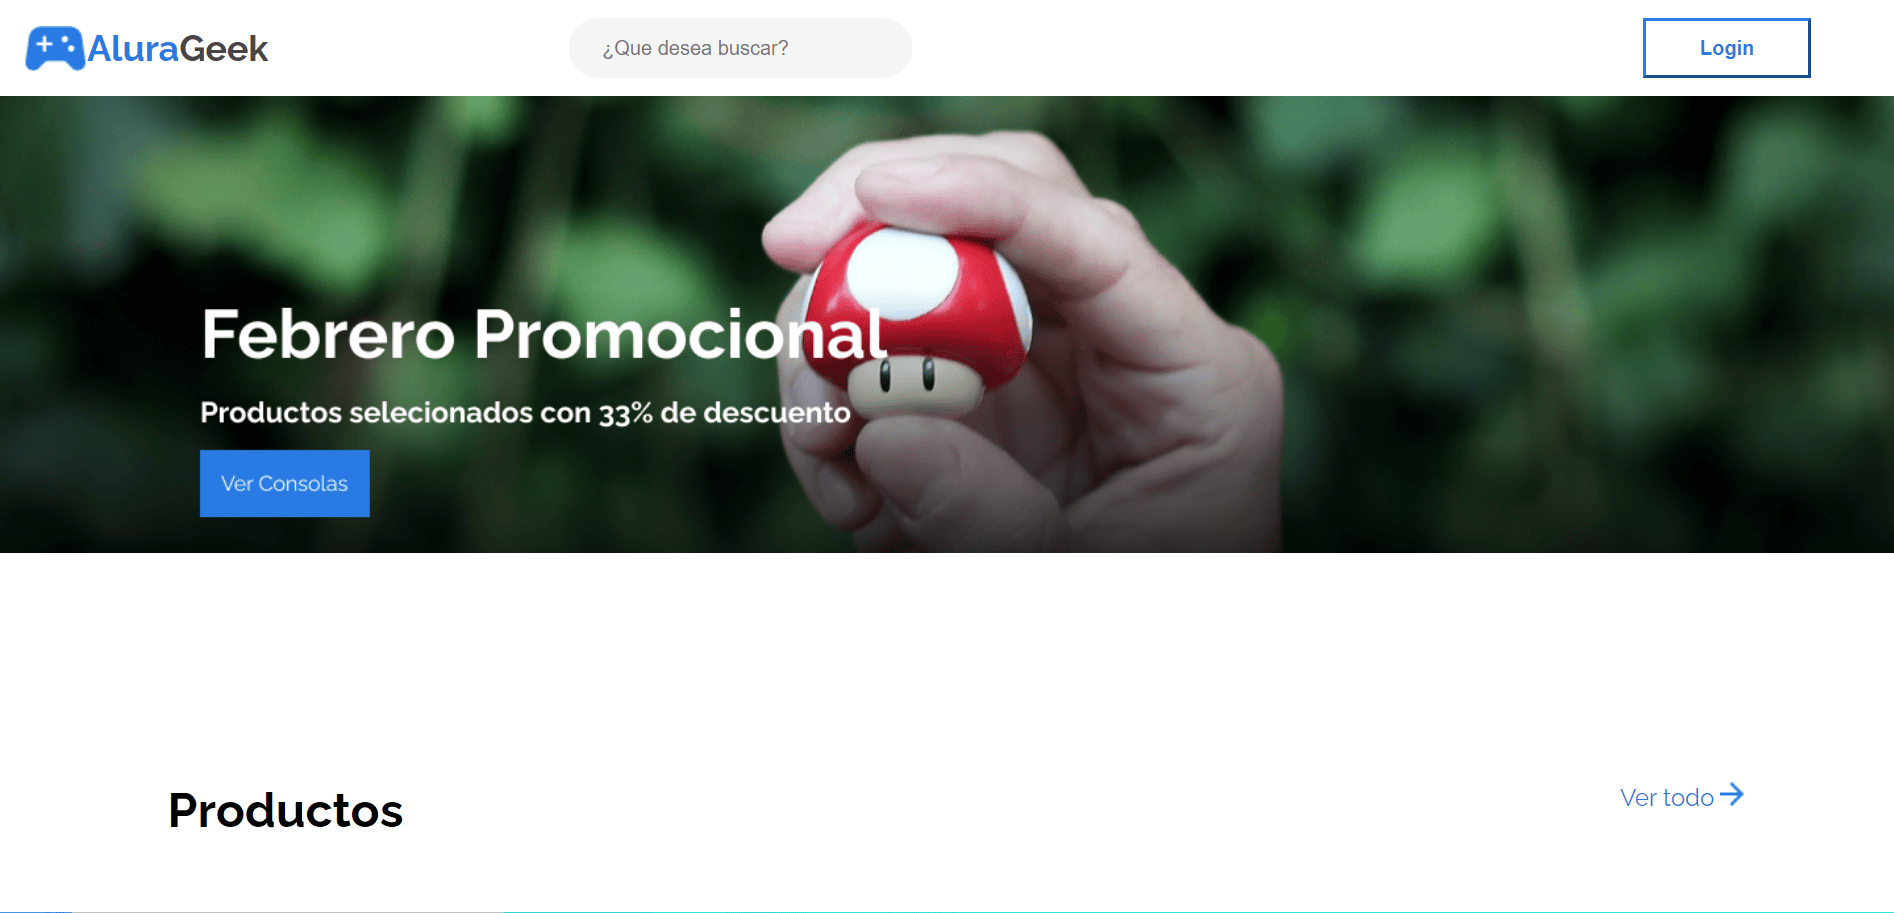 AluraGeek
¿Que desea buscar?
Login
Febrero Promocional
Productos selecionados con 33% de descuento
Ver Consolas
Productos
Ver todo